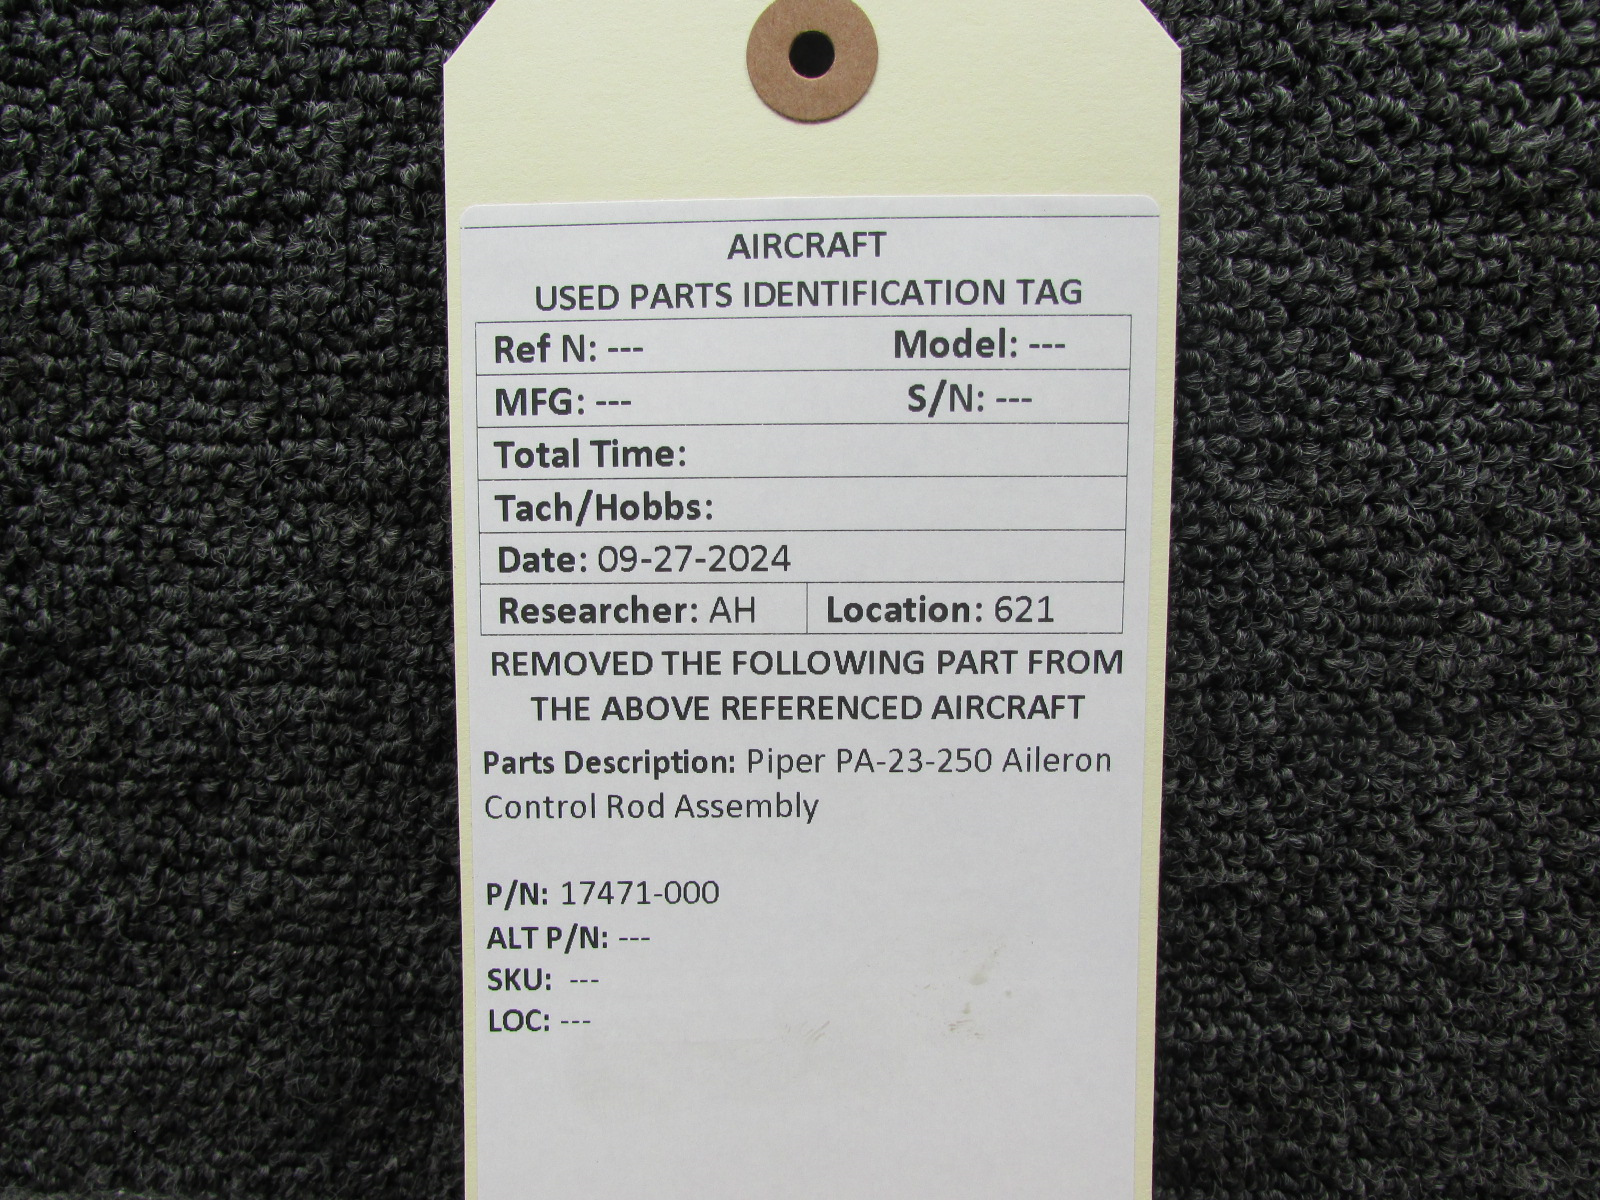 AIRCRAFT
USED PARTS IDENTIFICATION TAG
Ref N: --- Model: ---
MFG: --- S/N: ---
Total Time:
Tach/Hobbs:
Date: 09-27-2024
Researcher: AH Location: 621
REMOVED THE FOLLOWING PART FROM
THE ABOVE REFERENCED AIRCRAFT
Parts Description: Piper PA-23-250 Aileron
Control Rod Assembly
P/N: 17471-000
ALT P/N: ---
SKU: ---
LOC: ---